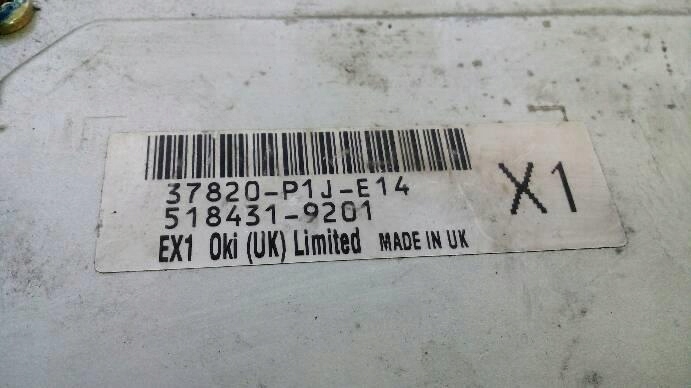 37820-P1J-E14
518431-9201
EX1 Oki (UK) Limited MADE IN UK
X1